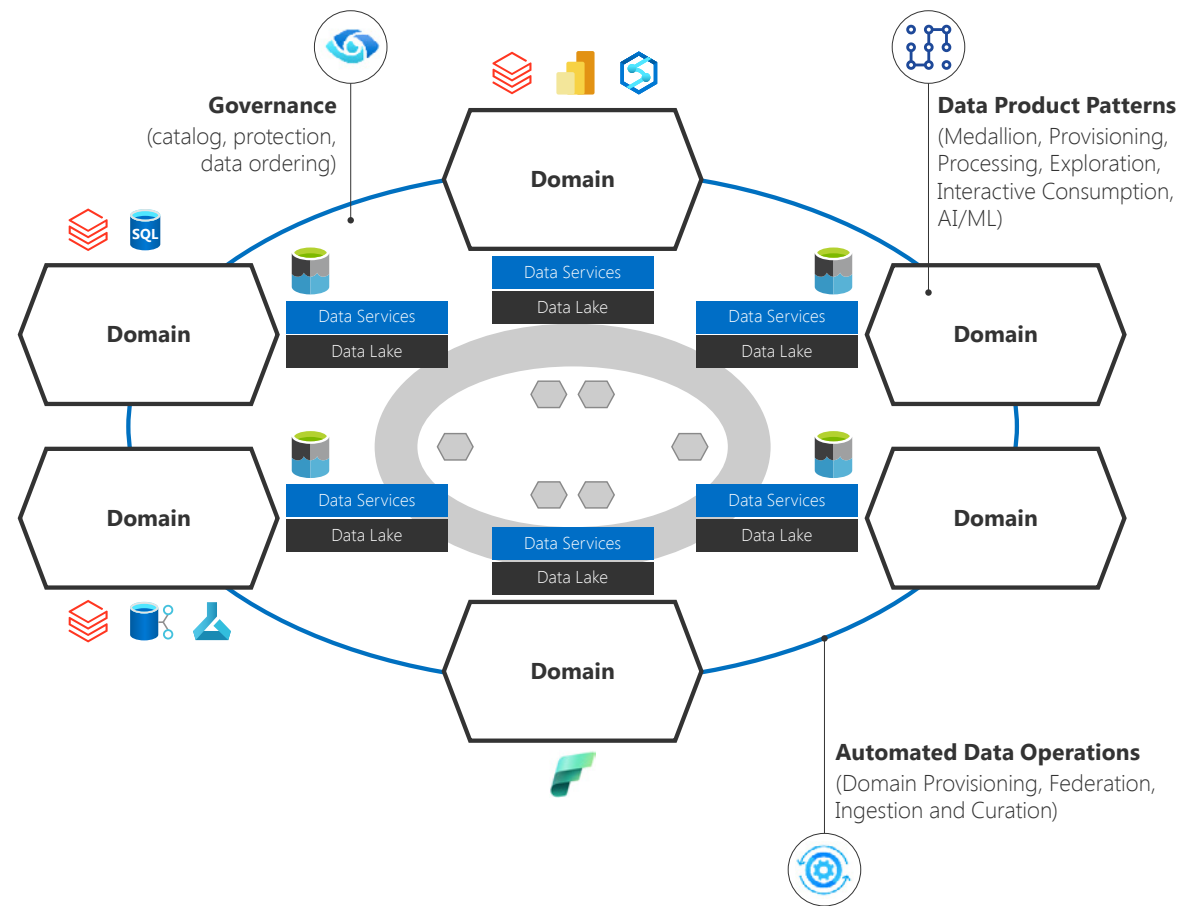 Governance
(catalog, protection,
data ordering)
Data Product Patterns
(Medallion, Provisioning,
Processing, Exploration,
Interactive Consumption,
AI/ML)
Domain
SQL
Data Services
Data Lake
Domain
Data Services
Data Lake
Data Services
Data Lake
Domain
Domain
Data Services
Data Lake
Data Services
Data Lake
Domain
Data Services
Data Lake
Domain
Automated Data Operations
(Domain Provisioning, Federation,
Ingestion and Curation)